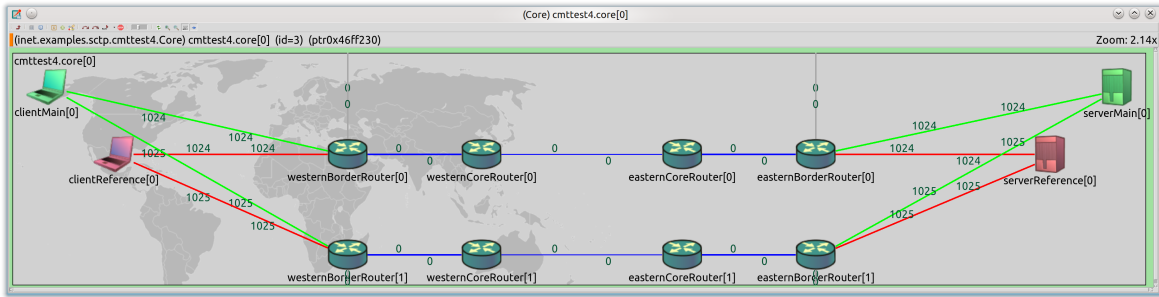 (Core) cmttest4.core[0]
(inet.examples.sctp.cmttest4.Core) cmttest4.core[0] (id=3) (ptr0x46ff230)
Zoom: 2.14x
cmttest4.core[0]
0
0
0
0
clientMain[0]
serverMain[0]
1024
1024
1024
1024
1025
1024
1024
0
0
0
0
0
0
1024
1025
1024
clientReference[0]
westernBorderRouter[0]
westernCoreRouter[0]
easternCoreRouter[0]
easternBorderRouter[0]
serverReference[0]
1025
1025
1025
1025
1025
1025
0
0
0
0
0
0
westernBorderRouter[1]
westernCoreRouter[1]
easternCoreRouter[1]
easternBorderRouter[1]